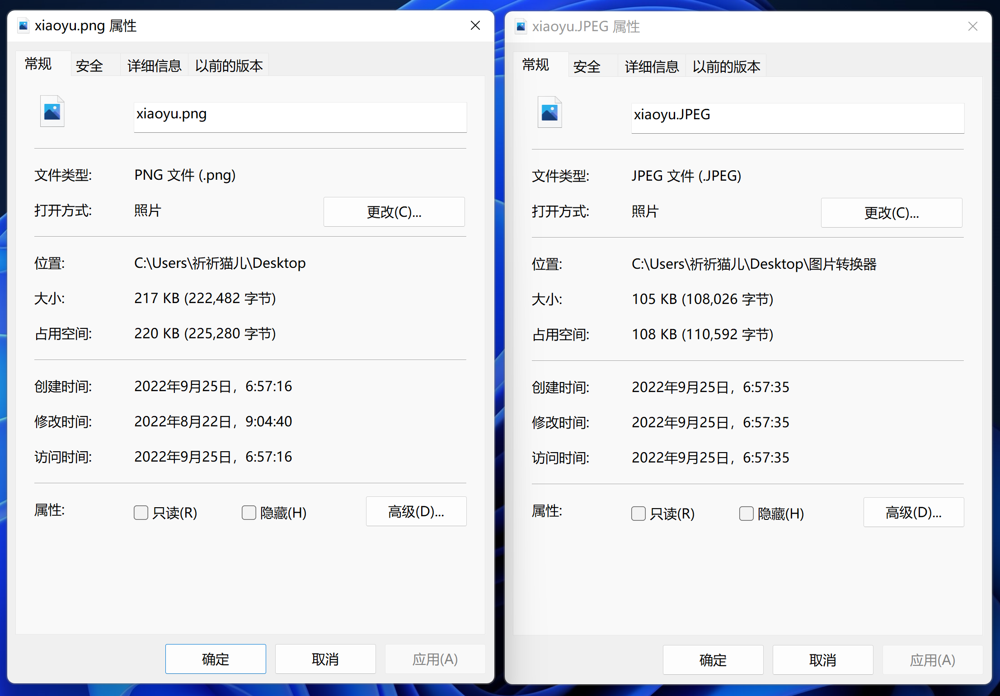 xiaoyu.png 属性
常规 安全 详细信息 以前的版本
xiaoyu.png
文件类型: PNG 文件 (.png)
打开方式: 照片 更改(C)...
位置: C:\Users\祈祈猫儿\Desktop
大小: 217 KB (222,482 字节)
占用空间: 220 KB (225,280 字节)
创建时间: 2022年9月25日，6:57:16
修改时间: 2022年8月22日，9:04:40
访问时间: 2022年9月25日，6:57:16
属性: 只读(R) 隐藏(H) 高级(D)...
确定 取消 应用(A)
xiaoyu.JPEG 属性
常规 安全 详细信息 以前的版本
xiaoyu.JPEG
文件类型: JPEG 文件 (.JPEG)
打开方式: 照片 更改(C)...
位置: C:\Users\祈祈猫儿\Desktop\图片转换器
大小: 105 KB (108,026 字节)
占用空间: 108 KB (110,592 字节)
创建时间: 2022年9月25日，6:57:35
修改时间: 2022年9月25日，6:57:35
访问时间: 2022年9月25日，6:57:35
属性: 只读(R) 隐藏(H) 高级(D)...
确定 取消 应用(A)